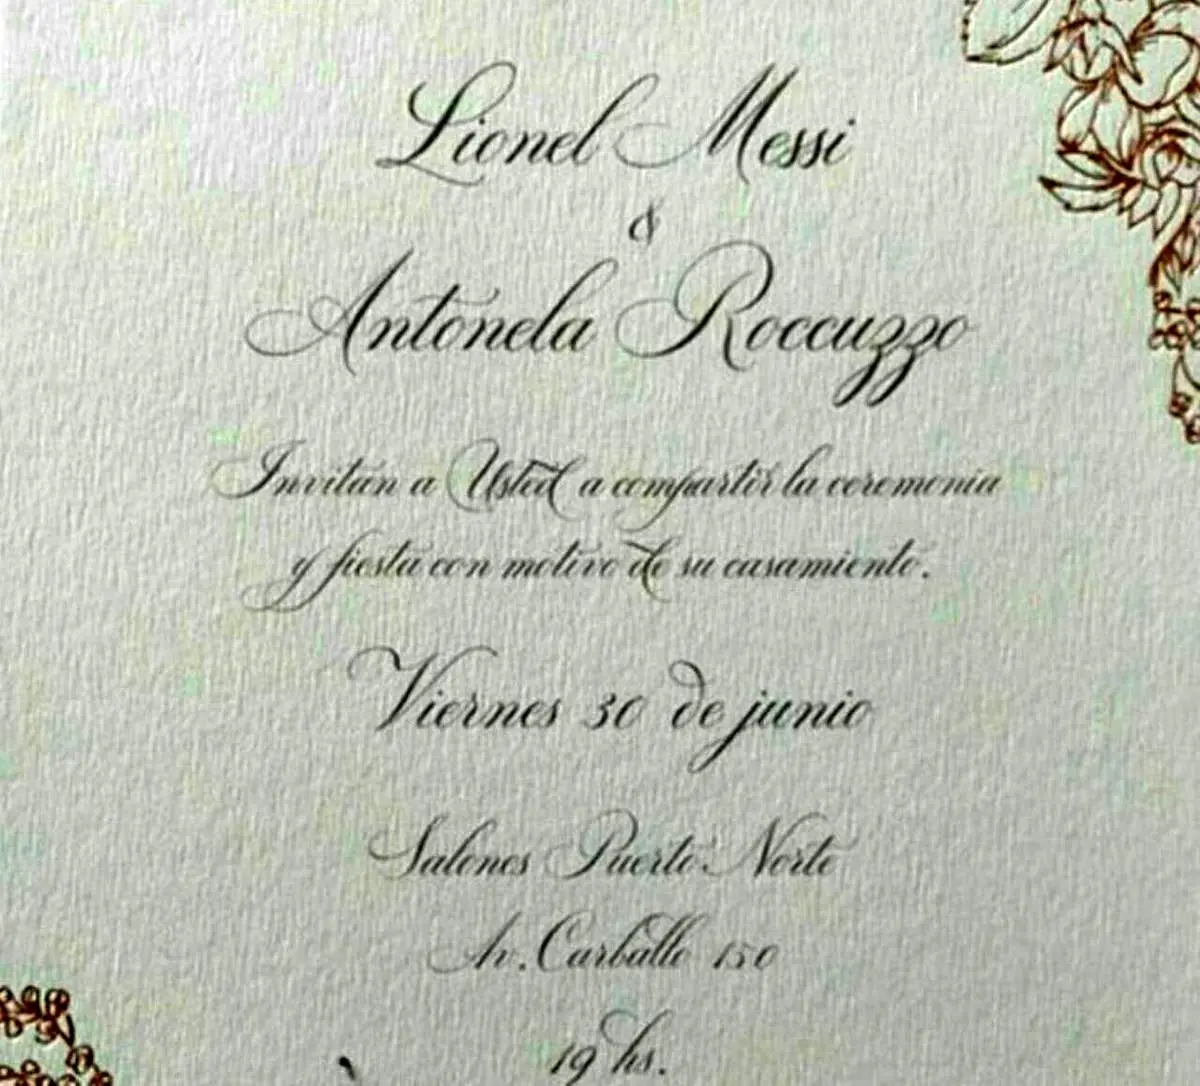 Lionel Messi
&
Antonela Roccuzzo
Invitan a Usted a compartir la ceremonia
y fiesta con motivo de su casamiento.
Viernes 30 de junio
Salones Puerto Norte
Av. Carballo 150
19 hs.